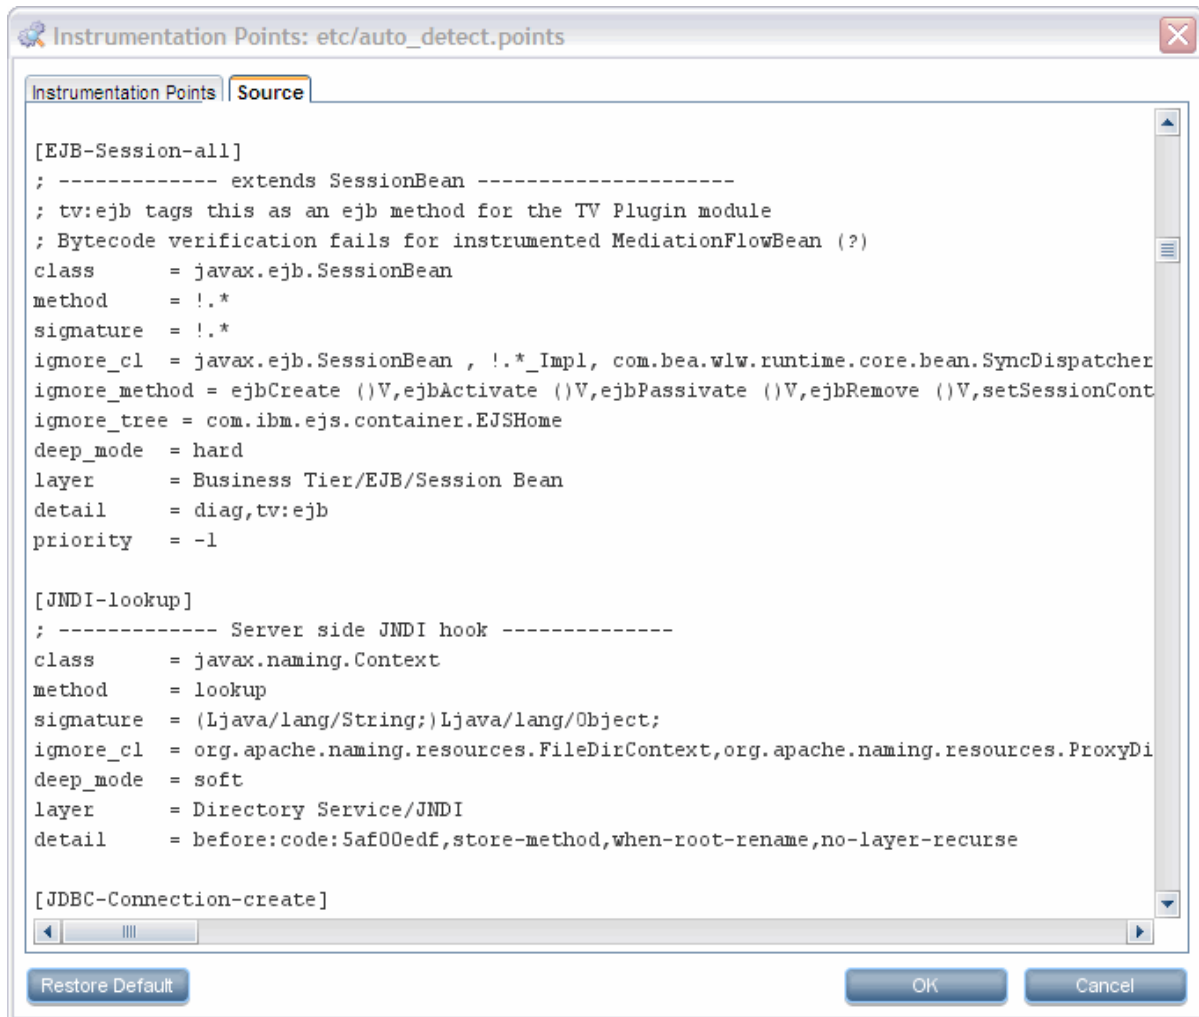 Instrumentation Points: etc/auto_detect.points
Instrumentation Points Source
[EJB-Session-all]
; ------------- extends SessionBean ---------------------
; tv:ejb tags this as an ejb method for the TV Plugin module
; Bytecode verification fails for instrumented MediationFlowBean (?)
class = javax.ejb.SessionBean
method = !.*
signature = !.*
ignore_cl = javax.ejb.SessionBean , !.*_Impl, com.bea.wlw.runtime.core.bean.SyncDispatcher
ignore_method = ejbCreate ()V,ejbActivate ()V,ejbPassivate ()V,ejbRemove ()V,setSessionCont
ignore_tree = com.ibm.ejs.container.EJSHome
deep_mode = hard
layer = Business Tier/EJB/Session Bean
detail = diag,tv:ejb
priority = -1
[JNDI-lookup]
; ------------- Server side JNDI hook --------------
class = javax.naming.Context
method = lookup
signature = (Ljava/lang/String;)Ljava/lang/Object;
ignore_cl = org.apache.naming.resources.FileDirContext,org.apache.naming.resources.ProxyDi
deep_mode = soft
layer = Directory Service/JNDI
detail = before:code:5af00edf,store-method,when-root-rename,no-layer-recurse
[JDBC-Connection-create]
Restore Default OK Cancel